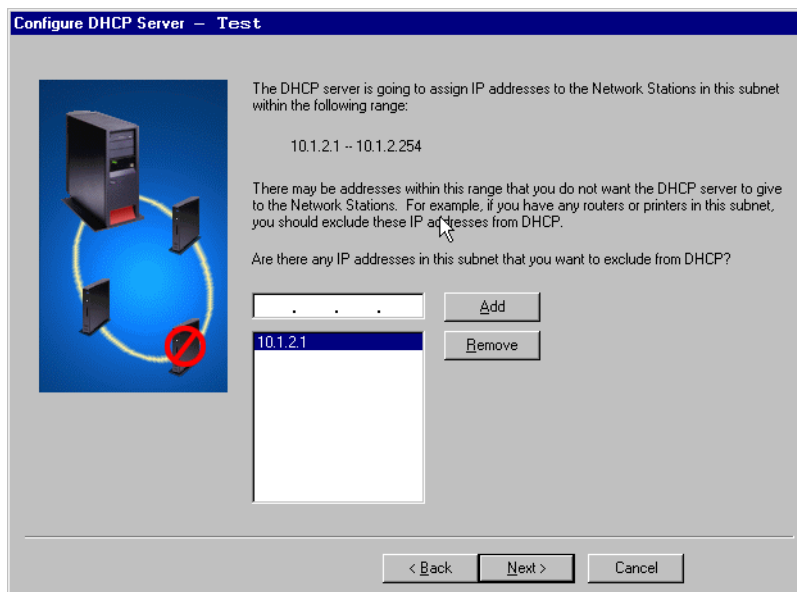 Configure DHCP Server – Test
The DHCP server is going to assign IP addresses to the Network Stations in this subnet
within the following range:
10.1.2.1 -- 10.1.2.254
There may be addresses within this range that you do not want the DHCP server to give
to the Network Stations. For example, if you have any routers or printers in this subnet,
you should exclude these IP addresses from DHCP.
Are there any IP addresses in this subnet that you want to exclude from DHCP?
. . .
Add
10.1.2.1
Remove
< Back
Next >
Cancel